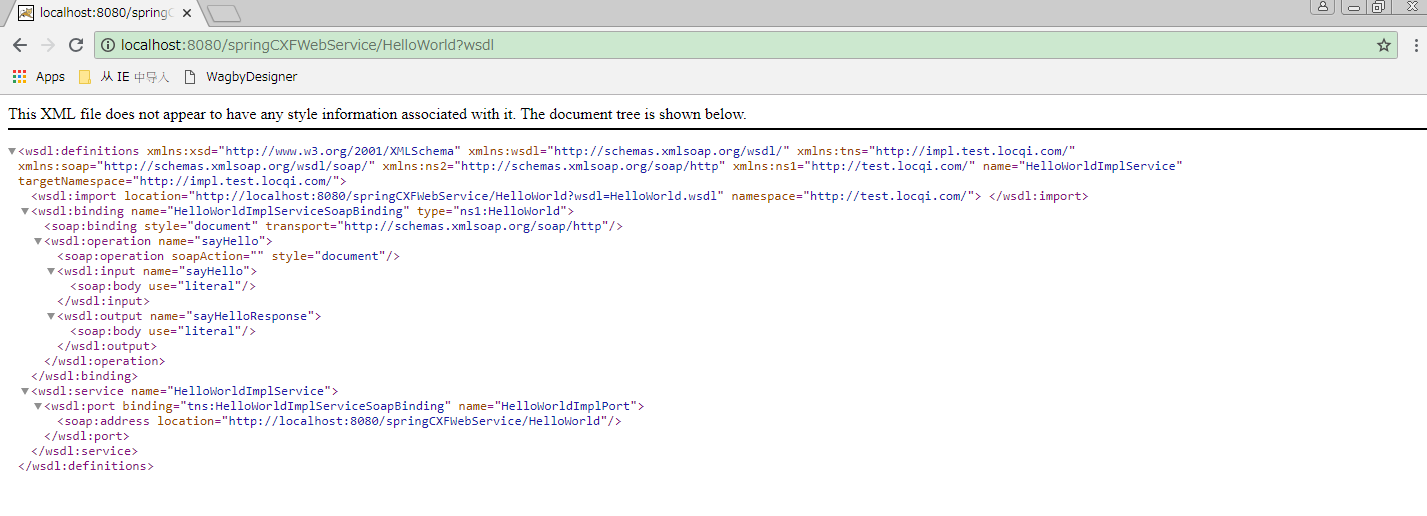 localhost:8080/springC
localhost:8080/springCXFWebService/HelloWorld?wsdl
Apps 从 IE 中导入 WagbyDesigner
This XML file does not appear to have any style information associated with it. The document tree is shown below.
▼<wsdl:definitions xmlns:xsd="http://www.w3.org/2001/XMLSchema" xmlns:wsdl="http://schemas.xmlsoap.org/wsdl/" xmlns:tns="http://impl.test.locqi.com/"
xmlns:soap="http://schemas.xmlsoap.org/wsdl/soap/" xmlns:ns2="http://schemas.xmlsoap.org/soap/http" xmlns:ns1="http://test.locqi.com/" name="HelloWorldImplService"
targetNamespace="http://impl.test.locqi.com/">
<wsdl:import location="http://localhost:8080/springCXFWebService/HelloWorld?wsdl=HelloWorld.wsdl" namespace="http://test.locqi.com/"> </wsdl:import>
▼<wsdl:binding name="HelloWorldImplServiceSoapBinding" type="ns1:HelloWorld">
<soap:binding style="document" transport="http://schemas.xmlsoap.org/soap/http"/>
▼<wsdl:operation name="sayHello">
<soap:operation soapAction="" style="document"/>
▼<wsdl:input name="sayHello">
<soap:body use="literal"/>
</wsdl:input>
▼<wsdl:output name="sayHelloResponse">
<soap:body use="literal"/>
</wsdl:output>
</wsdl:operation>
</wsdl:binding>
▼<wsdl:service name="HelloWorldImplService">
▼<wsdl:port binding="tns:HelloWorldImplServiceSoapBinding" name="HelloWorldImplPort">
<soap:address location="http://localhost:8080/springCXFWebService/HelloWorld"/>
</wsdl:port>
</wsdl:service>
</wsdl:definitions>